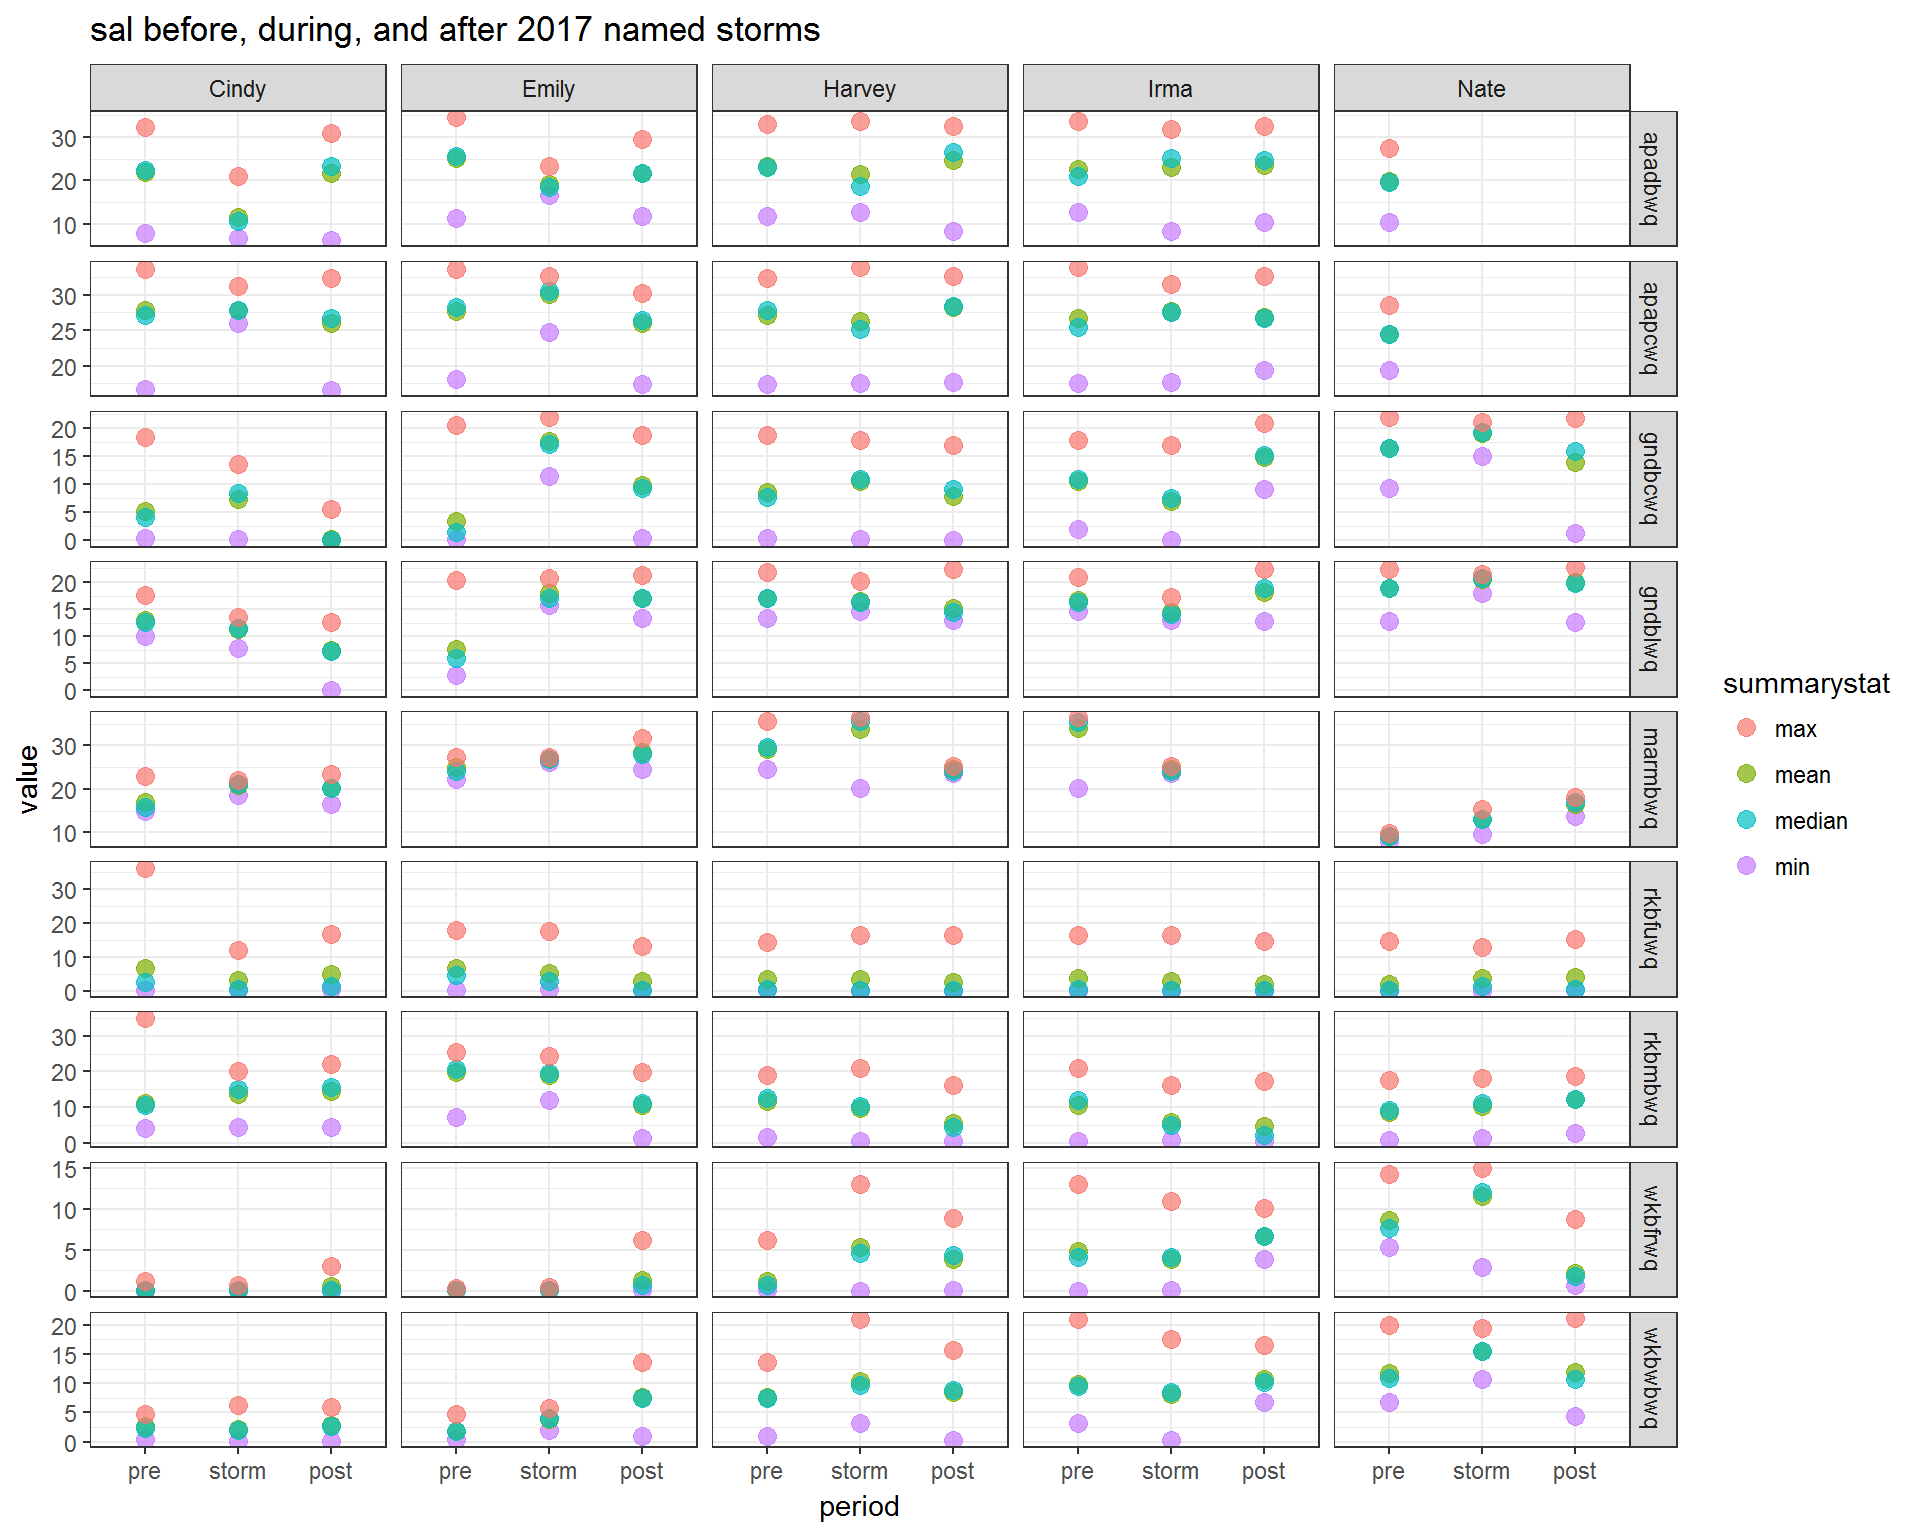 sal before, during, and after 2017 named storms
Cindy Emily Harvey Irma Nate
30
20
10
apadbwq
30
25
20
apapcwq
20
15
10
5
0
gndbcwq
20
15
10
5
0
gndblwq
30
20
10
marmbwq
30
20
10
0
rkbfuwq
30
20
10
0
rkbmbwq
15
10
5
0
wkbfrwq
20
15
10
5
0
wkbwbwq
value
pre storm post pre storm post pre storm post pre storm post pre storm post
period
summarystat
max
mean
median
min